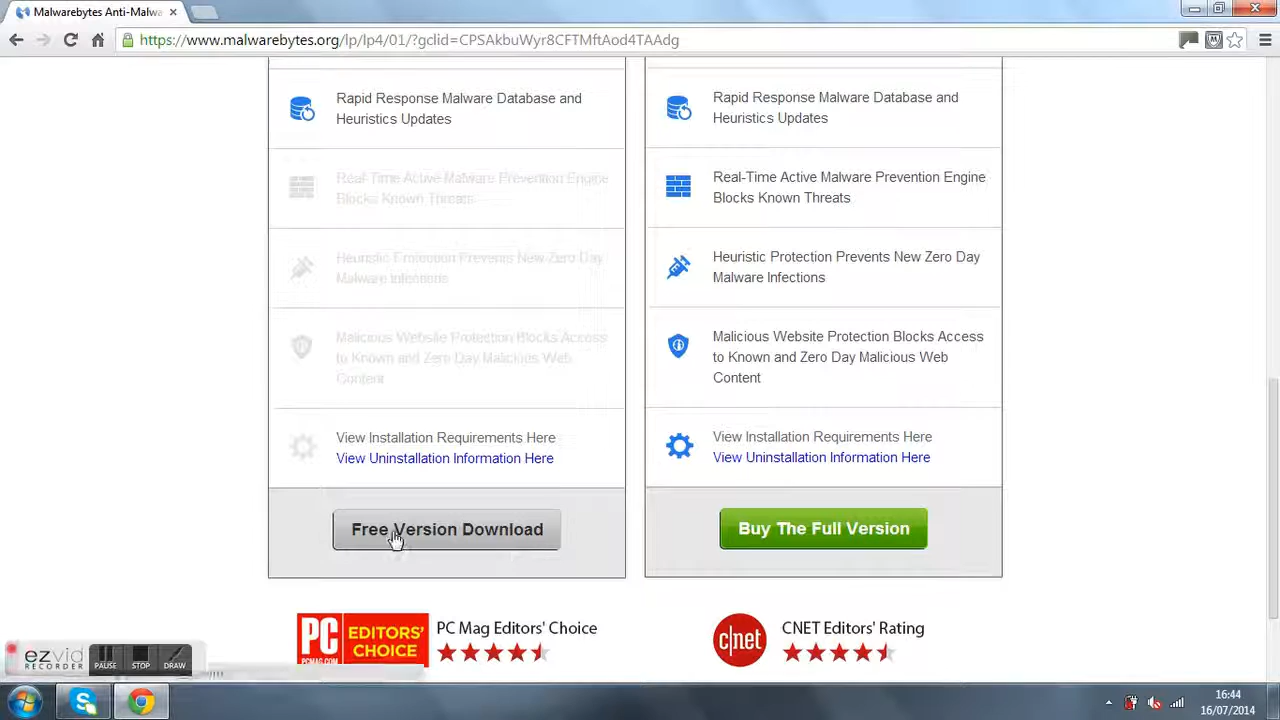 Malwarebytes Anti-Malwa
https://www.malwarebytes.org/lp/lp4/01/?gclid=CPSAkbuWyr8CFTMftAod4TAAdg
Rapid Response Malware Database and
Heuristics Updates
Real-Time Active Malware Prevention Engine
Blocks Known Threats
Heuristic Protection Prevents New Zero Day
Malware Infections
Malicious Website Protection Blocks Access
to Known and Zero Day Malicious Web
Content
View Installation Requirements Here
View Uninstallation Information Here
Free Version Download
Rapid Response Malware Database and
Heuristics Updates
Real-Time Active Malware Prevention Engine
Blocks Known Threats
Heuristic Protection Prevents New Zero Day
Malware Infections
Malicious Website Protection Blocks Access
to Known and Zero Day Malicious Web
Content
View Installation Requirements Here
View Uninstallation Information Here
Buy The Full Version
PC
PCMAG.COM
EDITORS'
CHOICE
PC Mag Editors' Choice
c|net
CNET Editors' Rating
ezvid
RECORDER
PAUSE
STOP
DRAW
16:44
16/07/2014